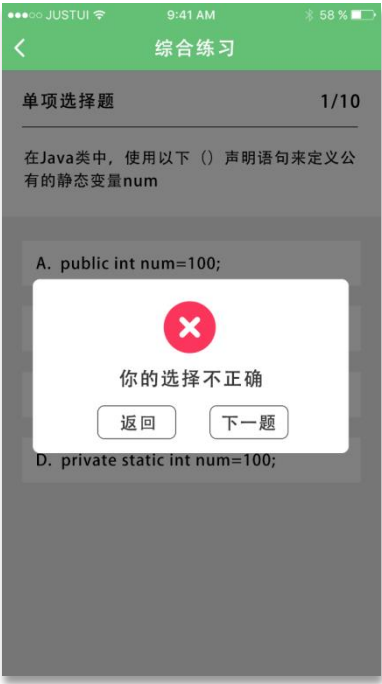 JUSTUI 9:41 AM 58 %
综合练习
单项选择题 1/10
在Java类中，使用以下（）声明语句来定义公
有的静态变量num
A. public int num=100;
你的选择不正确
返回 下一题
D. private static int num=100;